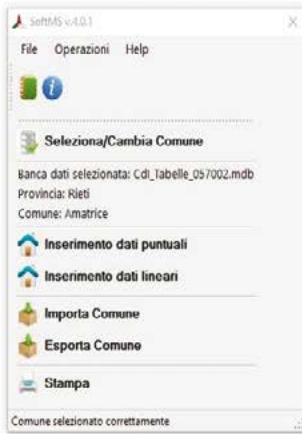 SoftMS v.4.0.1
File Operazioni Help
Seleziona/Cambia Comune
Banca dati selezionata: CdI_Tabelle_057002.mdb
Provincia: Rieti
Comune: Amatrice
Inserimento dati puntuali
Inserimento dati lineari
Importa Comune
Esporta Comune
Stampa
Comune selezionato correttamente